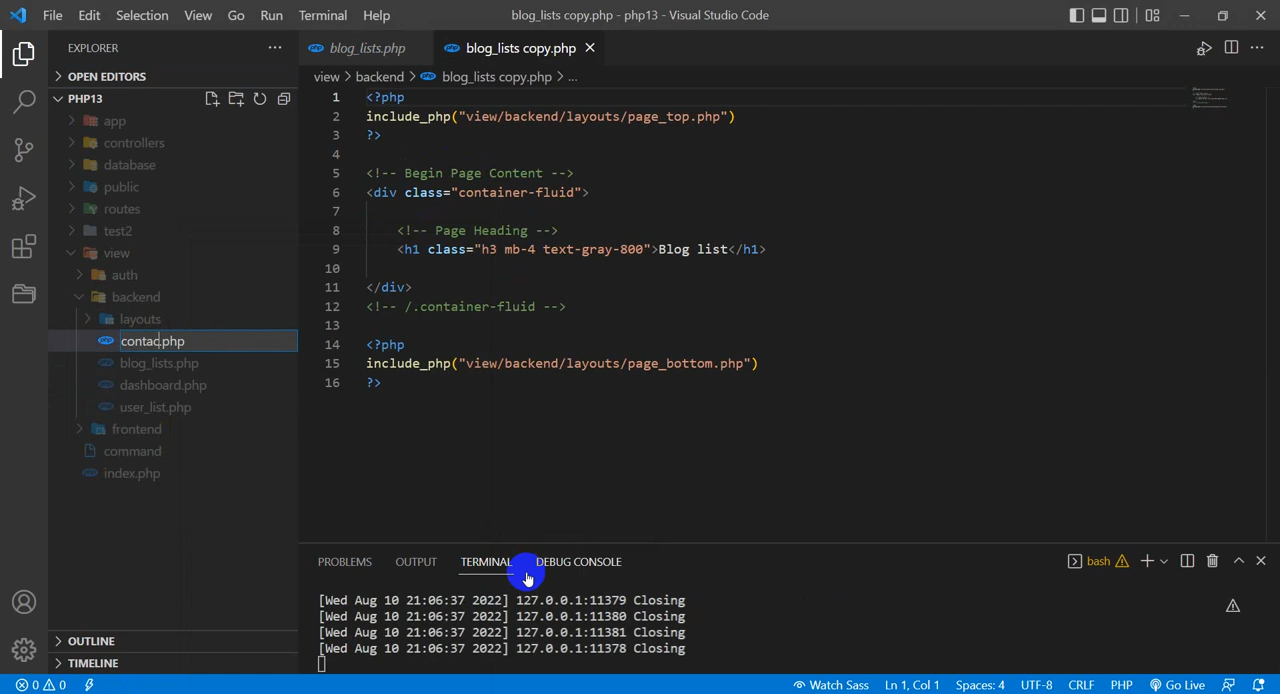 File Edit Selection View Go Run Terminal Help
blog_lists copy.php - php13 - Visual Studio Code
EXPLORER
OPEN EDITORS
PHP13
app
controllers
database
public
routes
test2
view
auth
backend
layouts
contac.php
blog_lists.php
dashboard.php
user_list.php
frontend
command
index.php
OUTLINE
TIMELINE
blog_lists.php
blog_lists copy.php
view > backend > blog_lists copy.php > ...
1 <?php
2 include_php("view/backend/layouts/page_top.php")
3 ?>
4
5 <!-- Begin Page Content -->
6 <div class="container-fluid">
7
8 <!-- Page Heading -->
9 <h1 class="h3 mb-4 text-gray-800">Blog list</h1>
10
11 </div>
12 <!-- /.container-fluid -->
13
14 <?php
15 include_php("view/backend/layouts/page_bottom.php")
16 ?>
PROBLEMS OUTPUT TERMINAL DEBUG CONSOLE
bash
[Wed Aug 10 21:06:37 2022] 127.0.0.1:11379 Closing
[Wed Aug 10 21:06:37 2022] 127.0.0.1:11380 Closing
[Wed Aug 10 21:06:37 2022] 127.0.0.1:11381 Closing
[Wed Aug 10 21:06:37 2022] 127.0.0.1:11378 Closing
0 0 Watch Sass Ln 1, Col 1 Spaces: 4 UTF-8 CRLF PHP Go Live